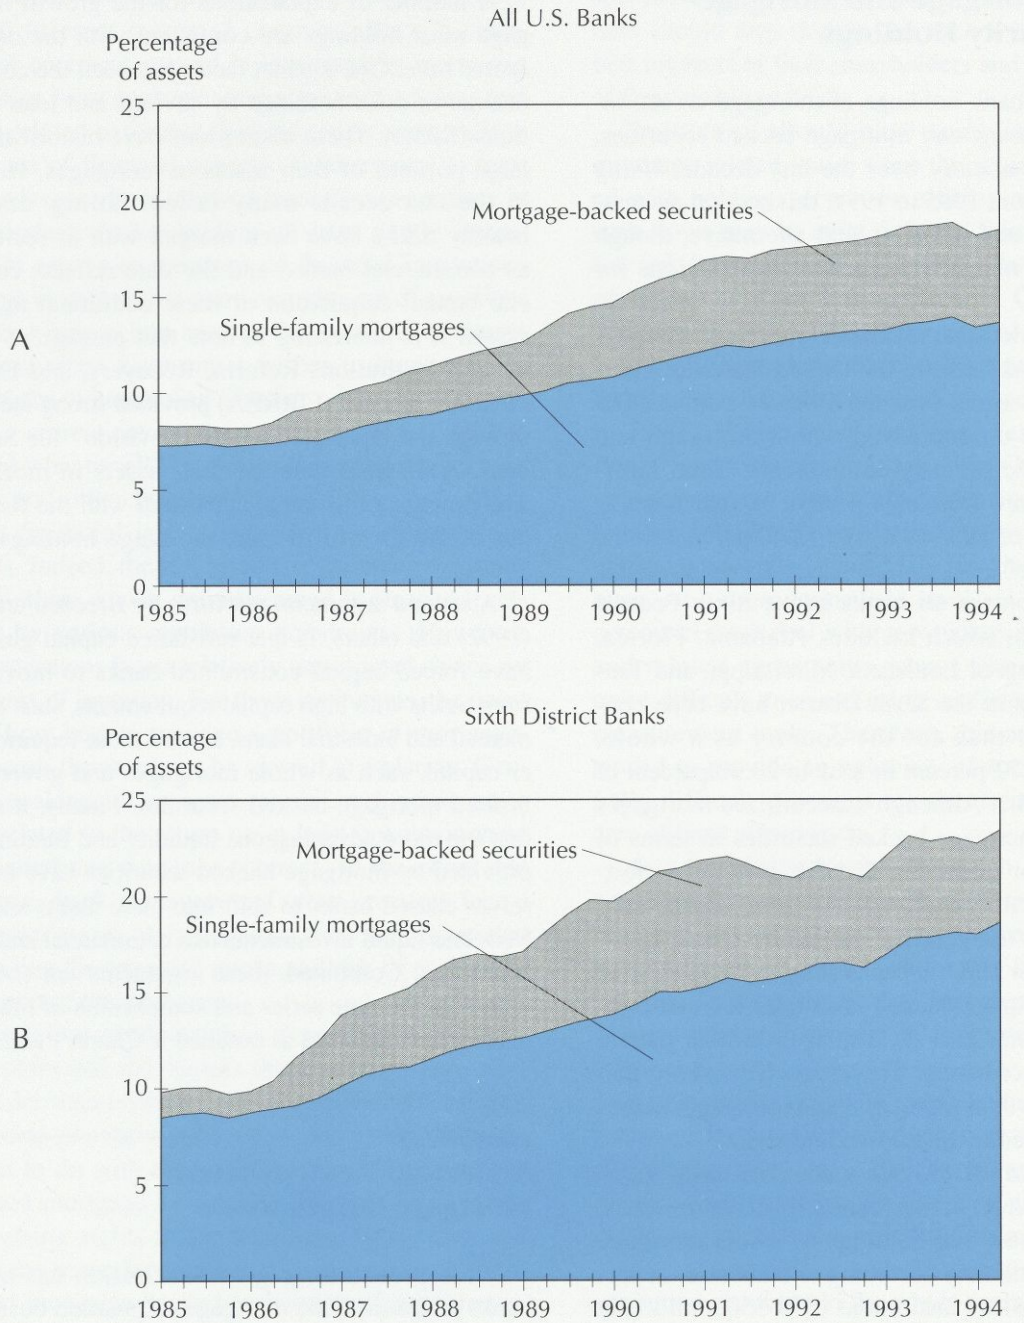 All U.S. Banks
Percentage
of assets
25
20
Mortgage-backed securities
15
Single-family mortgages
A
10
5
0
1985 1986 1987 1988 1989 1990 1991 1992 1993 1994
Sixth District Banks
Percentage
of assets
25
Mortgage-backed securities
20
Single-family mortgages
15
B
10
5
0
1985 1986 1987 1988 1989 1990 1991 1992 1993 1994